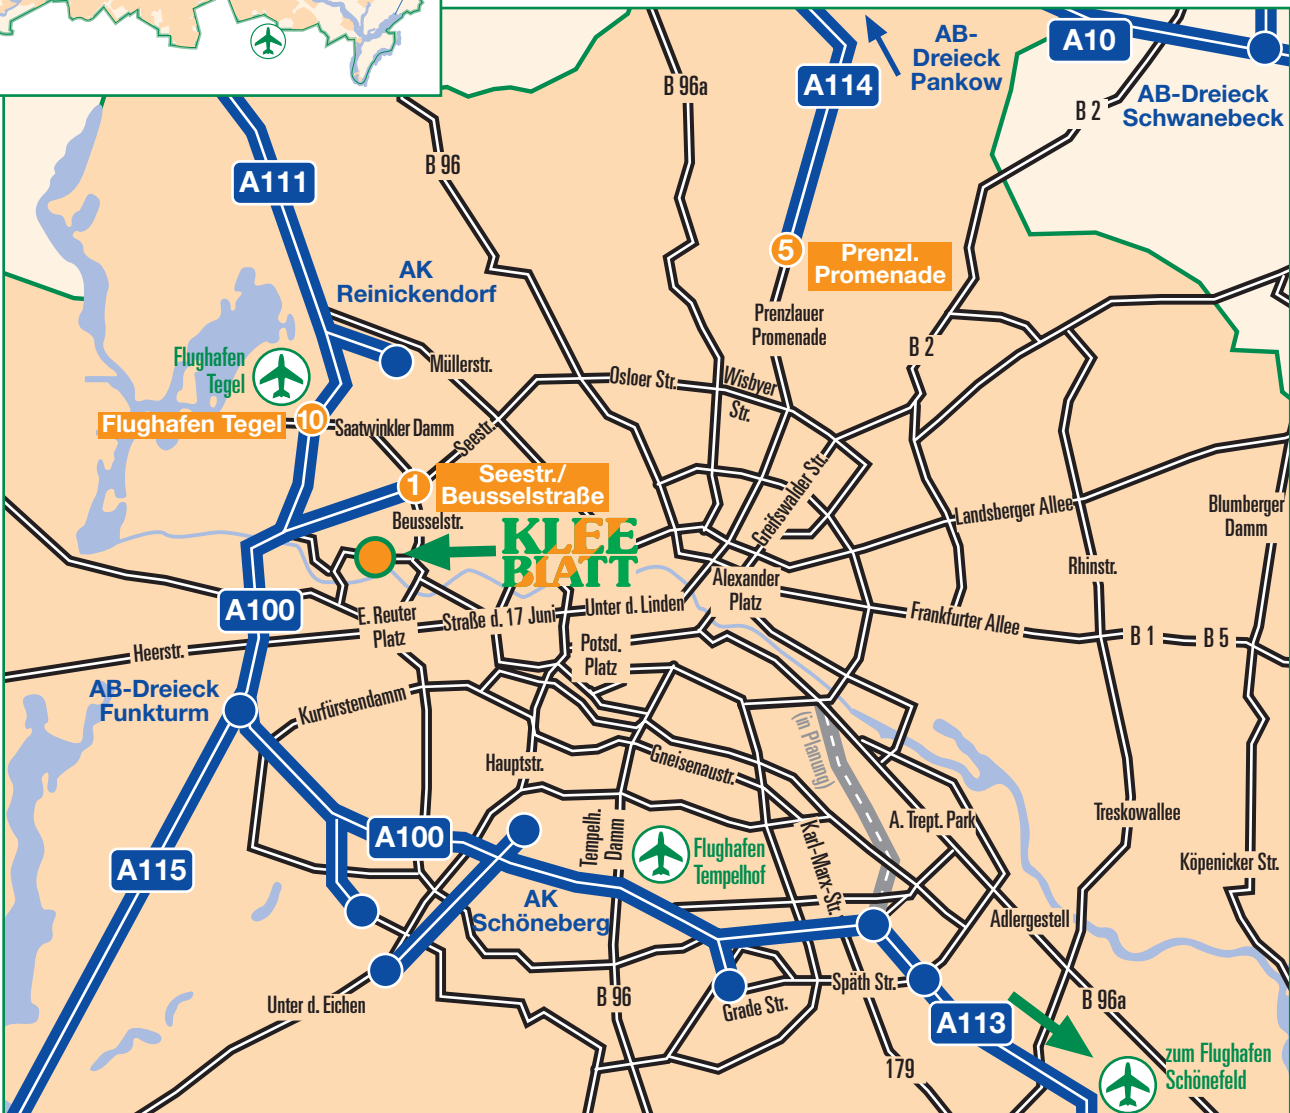 AB-
Dreieck
Pankow
A10
B 96a
A114
AB-Dreieck
Schwanebeck
B 2
B 96
A111
5
Prenzl.
Promenade
AK
Reinickendorf
Prenzlauer
Promenade
B 2
Flughafen
Tegel
Müllerstr.
Osloer Str.
Wisbyer
Str.
Flughafen Tegel
10
Saatwinkler Damm
Seestr.
1
Seestr./
Beusselstraße
Greifswalder Str.
Landsberger Allee
Blumberger
Damm
Beusselstr.
KLEE
BLATT
Rhinstr.
Alexander
Platz
A100
E. Reuter
Platz
Straße d. 17 Juni
Unter d. Linden
Frankfurter Allee
B 1
B 5
Heerstr.
Potsd.
Platz
AB-Dreieck
Funkturm
Kurfürstendamm
(in Planung)
Hauptstr.
Gneisenaustr.
A. Trept. Park
Treskowallee
A100
Tempelh.
Damm
Flughafen
Tempelhof
Karl-Marx-Str.
Köpenicker Str.
A115
AK
Schöneberg
Adlergestell
Unter d. Eichen
B 96
Grade Str.
Späth Str.
B 96a
A113
179
zum Flughafen
Schönefeld